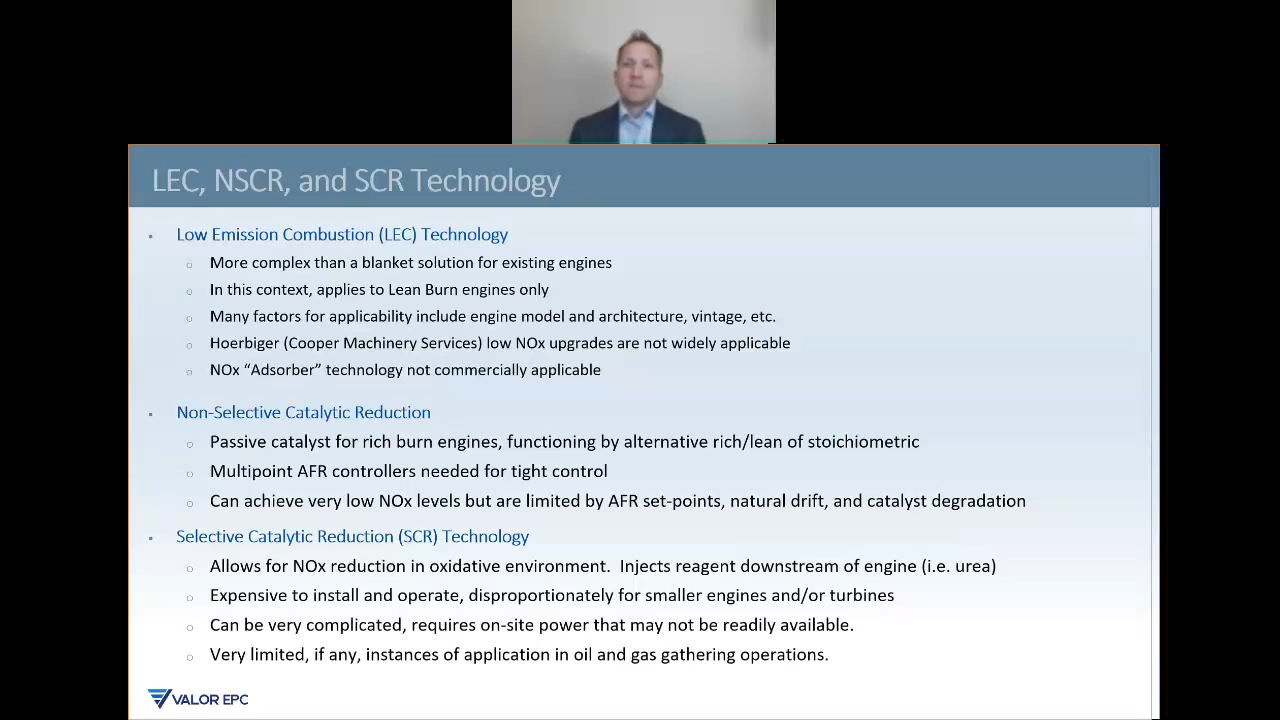 LEC, NSCR, and SCR Technology
Low Emission Combustion (LEC) Technology
More complex than a blanket solution for existing engines
In this context, applies to Lean Burn engines only
Many factors for applicability include engine model and architecture, vintage, etc.
Hoerbiger (Cooper Machinery Services) low NOx upgrades are not widely applicable
NOx “Adsorber” technology not commercially applicable
Non-Selective Catalytic Reduction
Passive catalyst for rich burn engines, functioning by alternative rich/lean of stoichiometric
Multipoint AFR controllers needed for tight control
Can achieve very low NOx levels but are limited by AFR set-points, natural drift, and catalyst degradation
Selective Catalytic Reduction (SCR) Technology
Allows for NOx reduction in oxidative environment.  Injects reagent downstream of engine (i.e. urea)
Expensive to install and operate, disproportionately for smaller engines and/or turbines
Can be very complicated, requires on-site power that may not be readily available.
Very limited, if any, instances of application in oil and gas gathering operations.
VALOR EPC